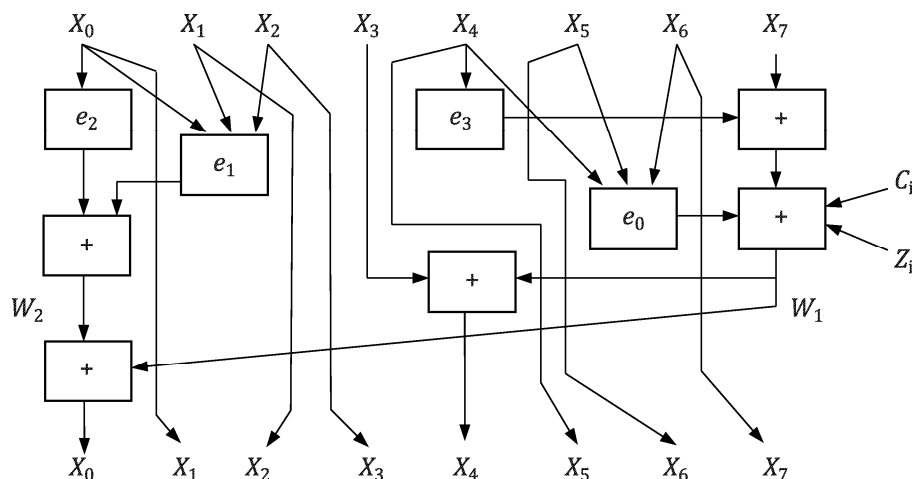 X₀ X₁ X₂ X₃ X₄ X₅ X₆ X₇
e₂ e₃ +
e₁
+ e₀ + Cᵢ
Zᵢ
+
W₂ W₁
+
X₀ X₁ X₂ X₃ X₄ X₅ X₆ X₇